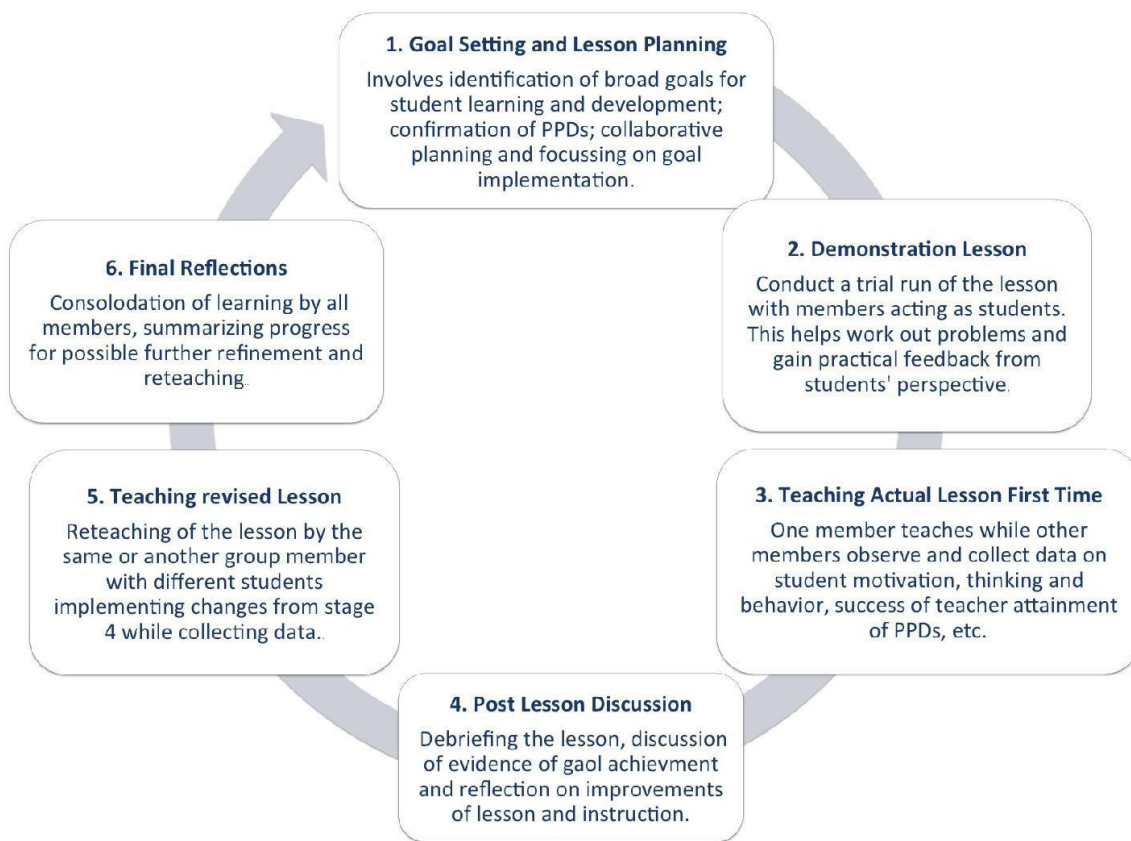 1. Goal Setting and Lesson Planning
Involves identification of broad goals for
student learning and development;
confirmation of PPDs; collaborative
planning and focussing on goal
implementation.
2. Demonstration Lesson
Conduct a trial run of the lesson
with members acting as students.
This helps work out problems and
gain practical feedback from
students' perspective.
3. Teaching Actual Lesson First Time
One member teaches while other
members observe and collect data on
student motivation, thinking and
behavior, success of teacher attainment
of PPDs, etc.
4. Post Lesson Discussion
Debriefing the lesson, discussion
of evidence of gaol achievment
and reflection on improvements
of lesson and instruction.
5. Teaching revised Lesson
Reteaching of the lesson by the
same or another group member
with different students
implementing changes from stage
4 while collecting data..
6. Final Reflections
Consolodation of learning by all
members, summarizing progress
for possible further refinement and
reteaching..